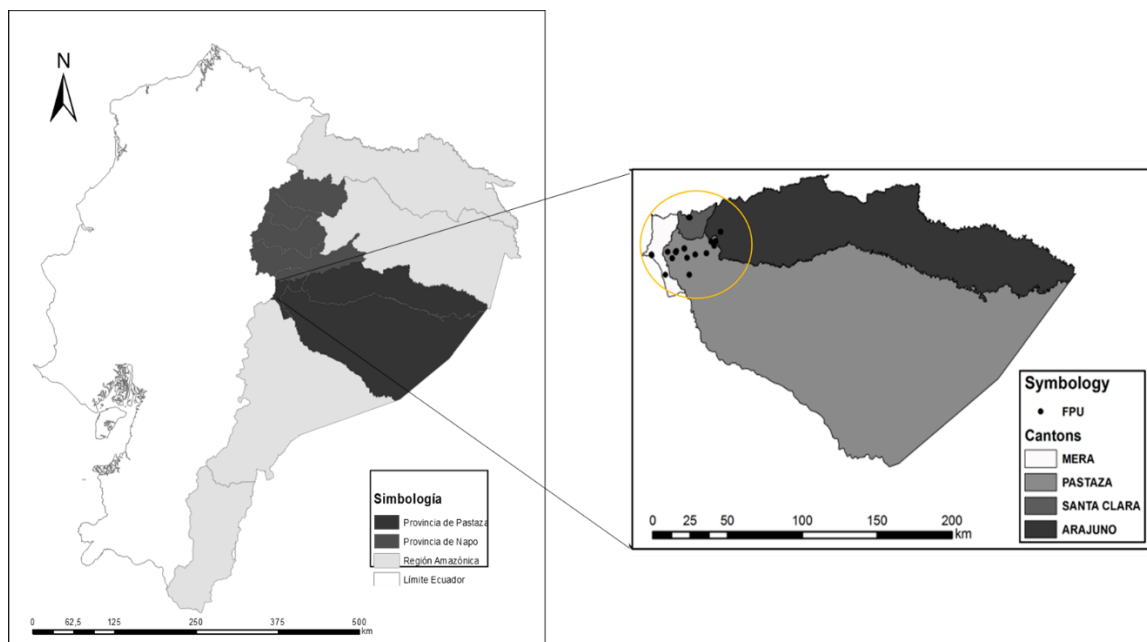 N
Simbología
Provincia de Pastaza
Provincia de Napo
Región Amazónica
Límite Ecuador
0 62,5 125 250 375 500
km
Symbology
FPU
Cantons
MERA
PASTAZA
SANTA CLARA
ARAJUNO
0 25 50 100 150 200
km